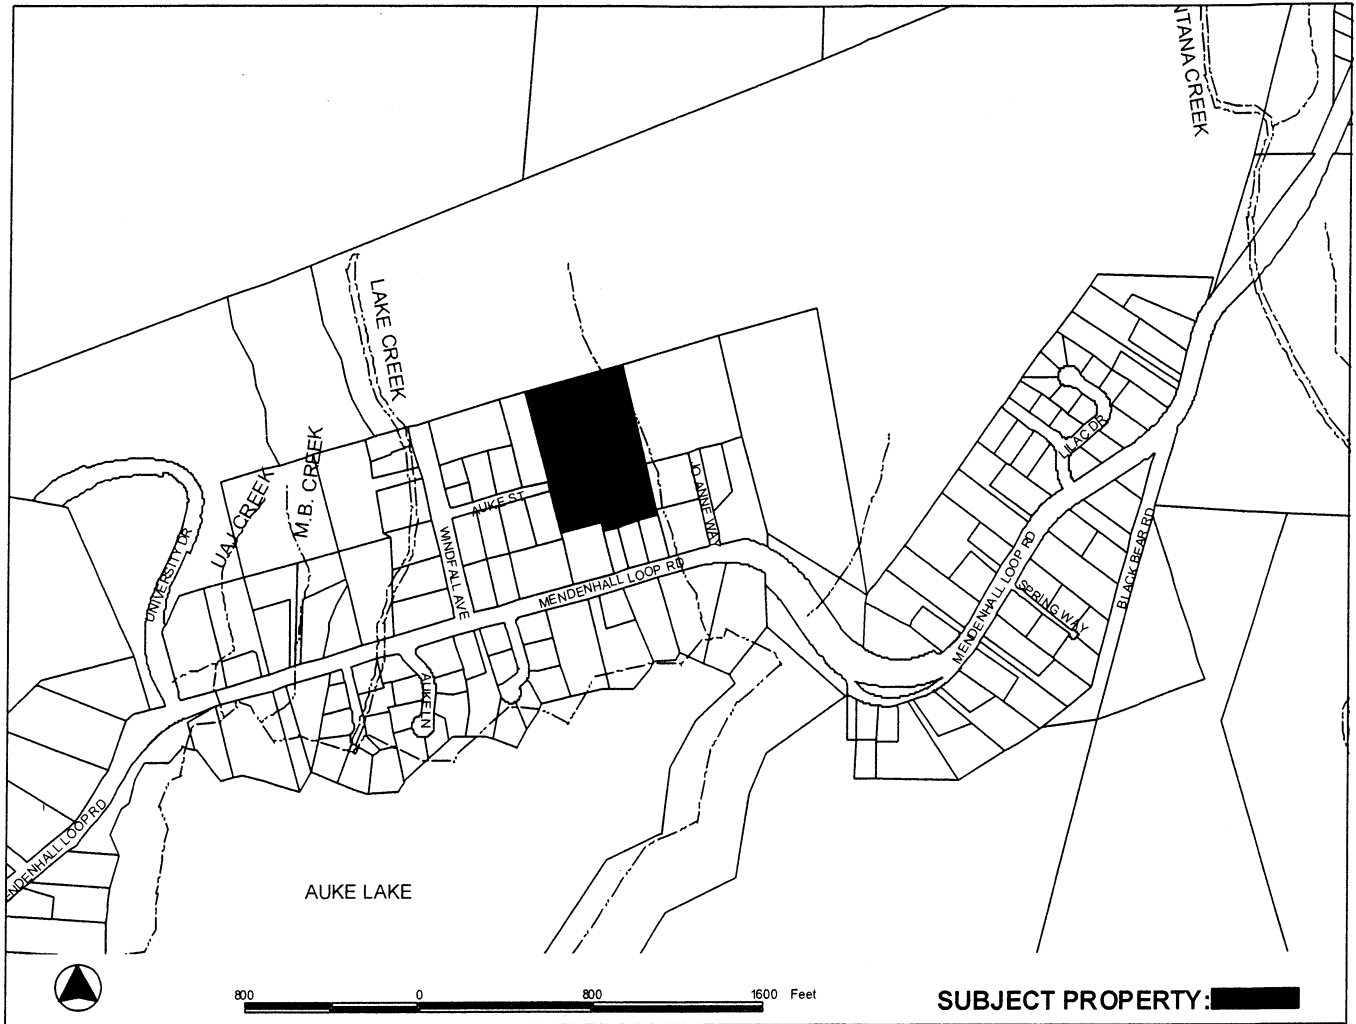 NTANA CREEK
LAKE CREEK
LILAC DR
M.B. CREEK
UAJ CREEK
JO ANNE WAY
AUKE ST
UNIVERSITY DR
WINDFALL AVE
BLACK BEAR RD
MENDENHALL LOOP RD
MENDENHALL LOOP RD
SPRING WAY
AUKE LN
ENDENHALL LOOP RD
AUKE LAKE
800 0 800 1600 Feet
SUBJECT PROPERTY: